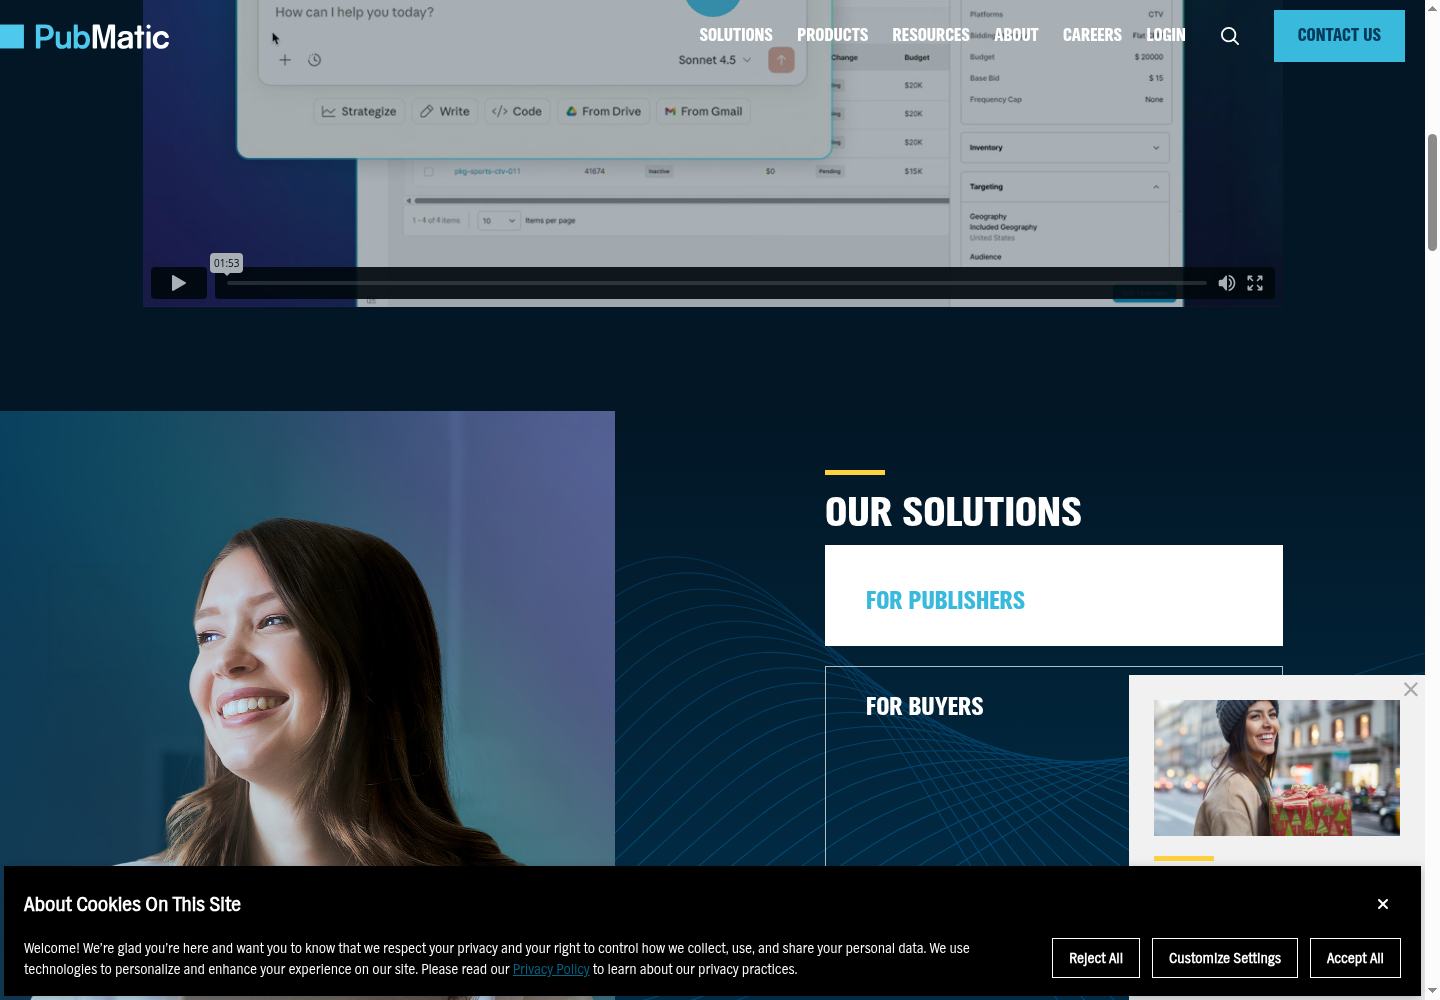 How can I help you today?
Platforms CTV
PubMatic
SOLUTIONS PRODUCTS RESOURCES ABOUT CAREERS LOGIN
CONTACT US
Sonnet 4.5
Change Budget
Budget $ 20000
Base Bid $ 15
Frequency Cap None
$20K
$20K
$20K
Strategize Write </> Code From Drive From Gmail
Inventory
pkg-sports-ctv-011 41674 Inactive $0 Pending $15K
Targeting
1–4 of 4 items 10 Items per page
Geography
Included Geography
United States
Audience
01:53
OUR SOLUTIONS
FOR PUBLISHERS
FOR BUYERS
About Cookies On This Site
Welcome! We're glad you're here and want you to know that we respect your privacy and your right to control how we collect, use, and share your personal data. We use
technologies to personalize and enhance your experience on our site. Please read our Privacy Policy to learn about our privacy practices.
Reject All Customize Settings Accept All